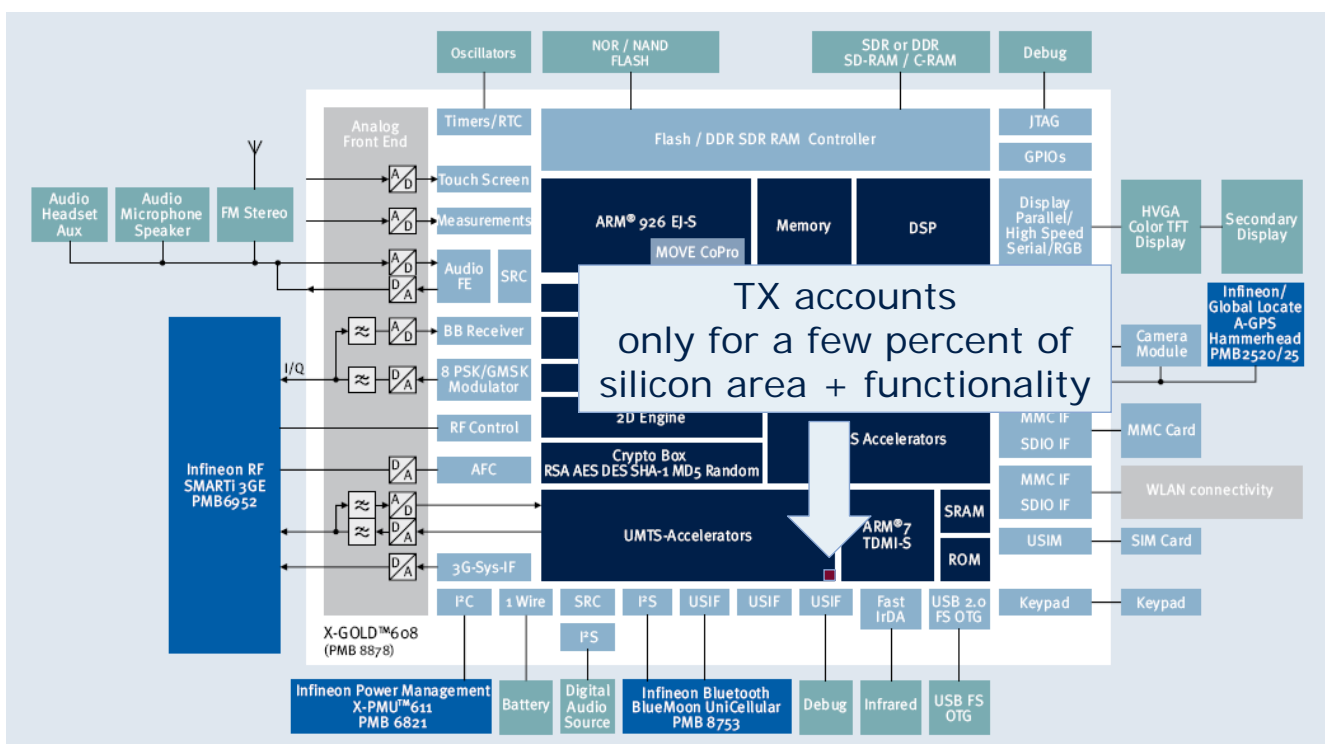 Oscillators
NOR / NAND
FLASH
SDR or DDR
SD-RAM / C-RAM
Debug
Analog
Front End
Timers/RTC
Flash / DDR SDR RAM Controller
JTAG
GPIOs
A/D
Touch Screen
Audio
Headset
Aux
Audio
Microphone
Speaker
FM Stereo
A/D
Measurements
ARM® 926 EJ-S
MOVE CoPro
Memory
DSP
Display
Parallel/
High Speed
Serial/RGB
HVGA
Color TFT
Display
Secondary
Display
A/D
D/A
Audio
FE
SRC
TX accounts
only for a few percent of
silicon area + functionality
Infineon/
Global Locate
A-GPS
Hammerhead
PMB2520/25
Camera
Module
≈
A/D
BB Receiver
I/Q
≈
D/A
8 PSK/GMSK
Modulator
RF Control
2D Engine
S Accelerators
MMC IF
SDIO IF
MMC Card
Infineon RF
SMARTi 3GE
PMB6952
D/A
AFC
Crypto Box
RSA AES DES SHA-1 MD5 Random
MMC IF
SDIO IF
WLAN connectivity
≈
A/D
≈
D/A
UMTS-Accelerators
ARM®7
TDMI-S
SRAM
ROM
USIM
SIM Card
D/A
3G-Sys-IF
I²C
1 Wire
SRC
I²S
USIF
USIF
USIF
Fast
IrDA
USB 2.0
FS OTG
Keypad
Keypad
I²S
X-GOLD™608
(PMB 8878)
Infineon Power Management
X-PMU™611
PMB 6821
Battery
Digital
Audio
Source
Infineon Bluetooth
BlueMoon UniCellular
PMB 8753
Debug
Infrared
USB FS
OTG